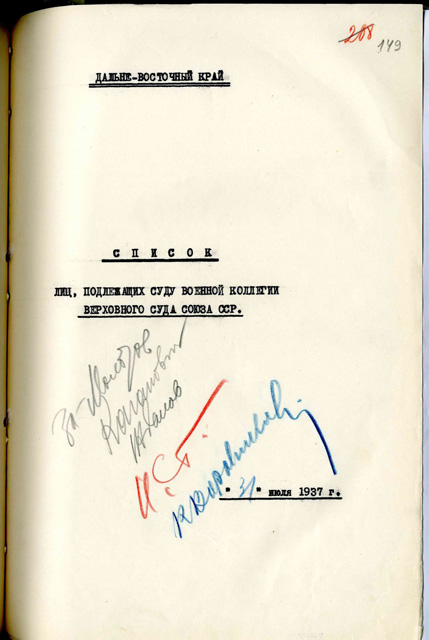 208
149
ДАЛЬНЕ-ВОСТОЧНЫЙ КРАЙ
С П И С О К
ЛИЦ, ПОДЛЕЖАЩИХ СУДУ ВОЕННОЙ КОЛЛЕГИИ
ВЕРХОВНОГО СУДА СОЮЗА ССР.
За Молотов
Каганович
И. Ст.
К Ворошилов
" 31 " июля 1937 г.